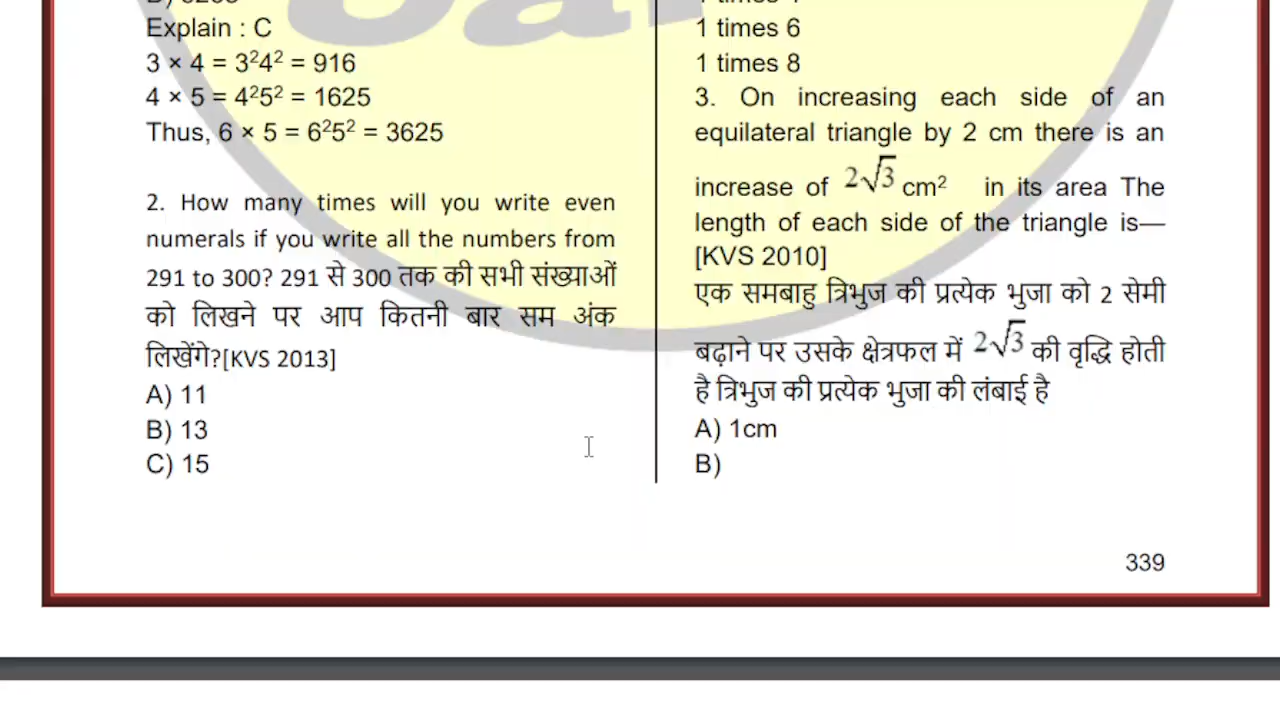 Explain : C
3 × 4 = 3²4² = 916
4 × 5 = 4²5² = 1625
Thus, 6 × 5 = 6²5² = 3625
2. How many times will you write even
numerals if you write all the numbers from
291 to 300? 291 से 300 तक की सभी संख्याओं
को लिखने पर आप कितनी बार सम अंक
लिखेंगे?[KVS 2013]
A) 11
B) 13
C) 15
1 times 6
1 times 8
3. On increasing each side of an
equilateral triangle by 2 cm there is an
increase of 2√3 cm² in its area The
length of each side of the triangle is—
[KVS 2010]
एक समबाहु त्रिभुज की प्रत्येक भुजा को 2 सेमी
बढ़ाने पर उसके क्षेत्रफल में 2√3 की वृद्धि होती
है त्रिभुज की प्रत्येक भुजा की लंबाई है
A) 1cm
B)
339